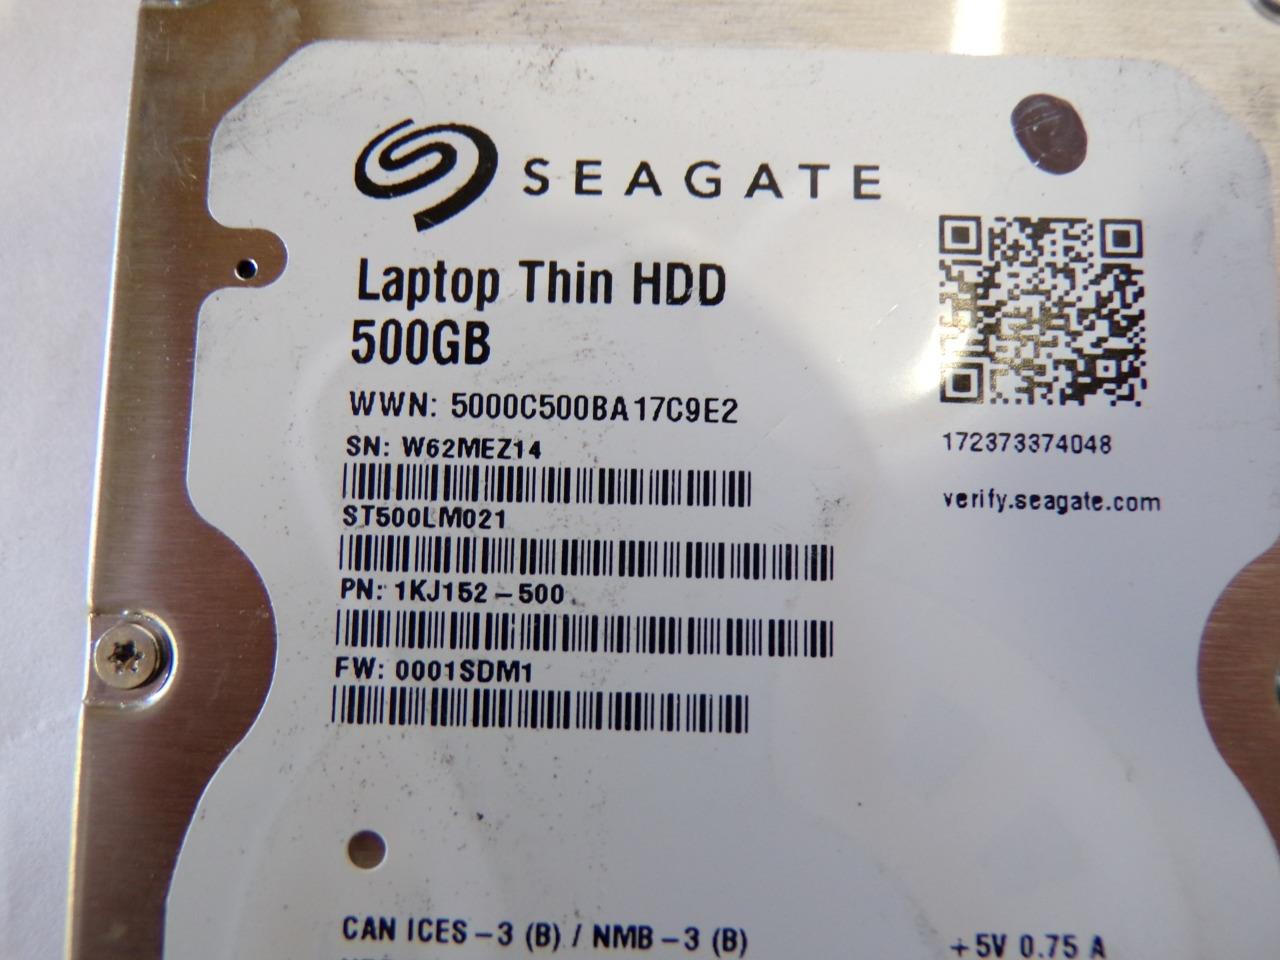 SEAGATE
Laptop Thin HDD
500GB
WWN: 5000C500BA17C9E2
SN: W62MEZ14
ST500LM021
PN: 1KJ152-500
FW: 0001SDM1
172373374048
verify.seagate.com
CAN ICES-3 (B) / NMB-3 (B)
+5V 0.75 A